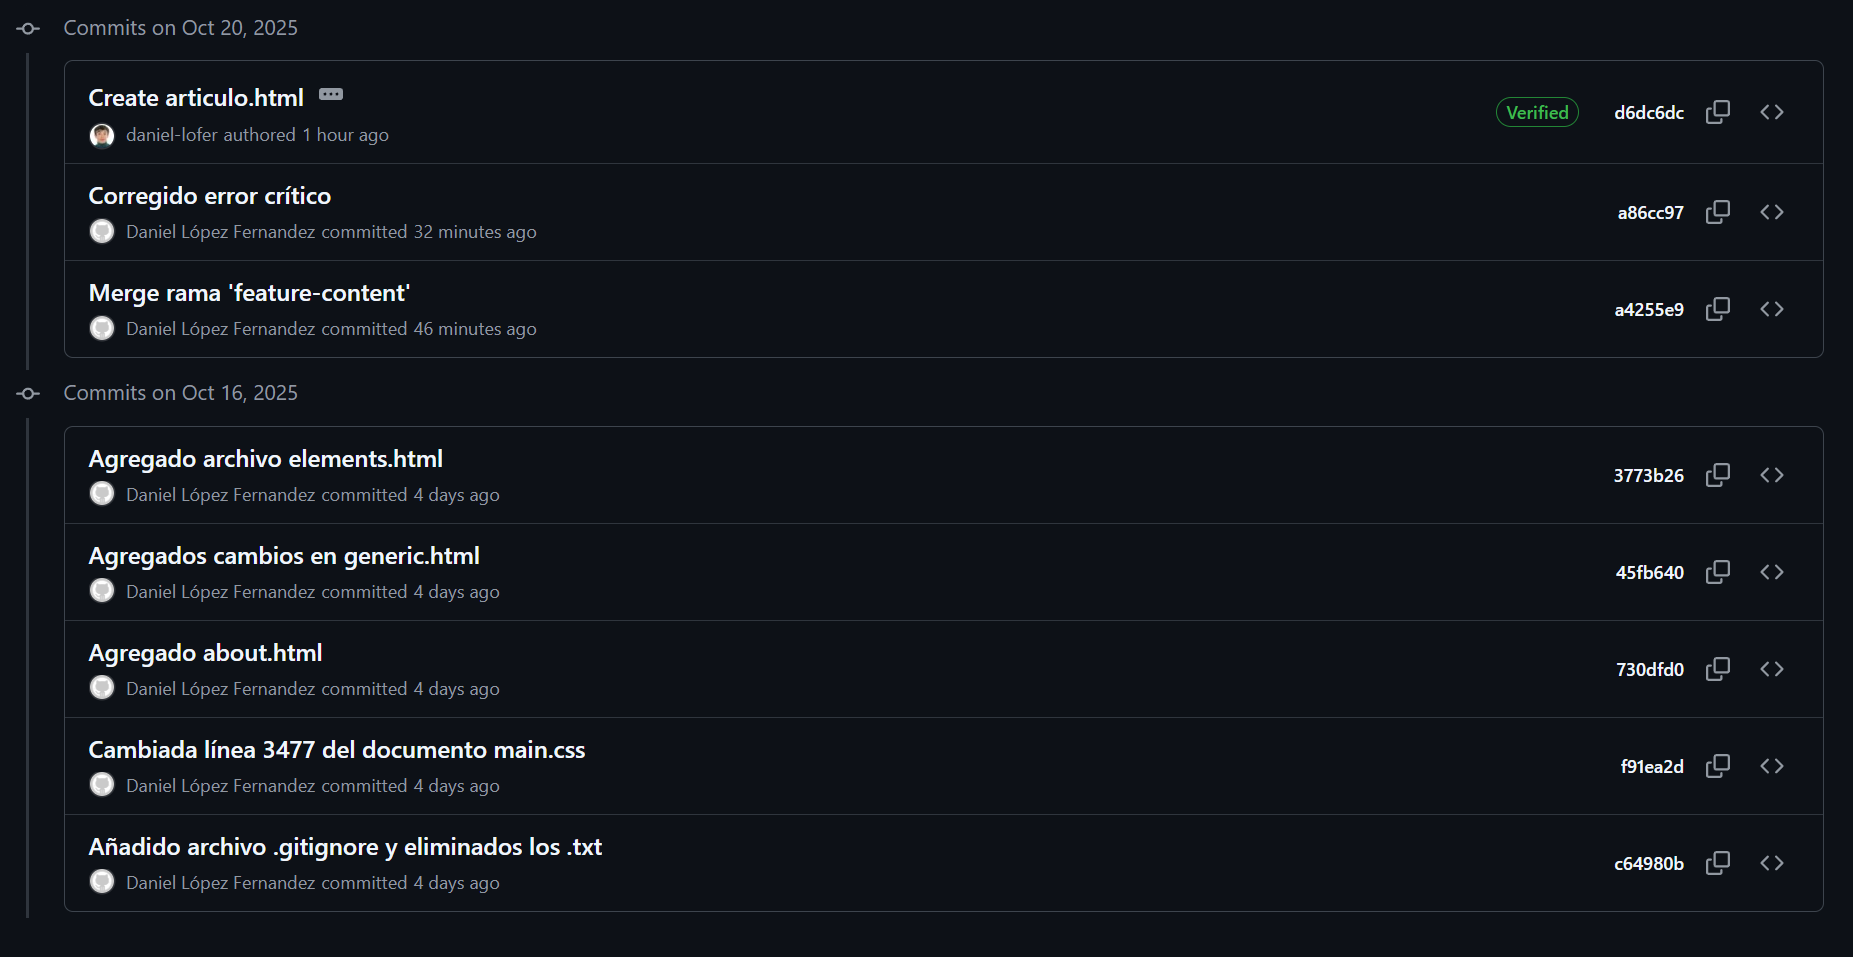 Commits on Oct 20, 2025
Create articulo.html
daniel-lofer authored 1 hour ago
Verified
d6dc6dc
Corregido error crítico
Daniel López Fernandez committed 32 minutes ago
a86cc97
Merge rama 'feature-content'
Daniel López Fernandez committed 46 minutes ago
a4255e9
Commits on Oct 16, 2025
Agregado archivo elements.html
Daniel López Fernandez committed 4 days ago
3773b26
Agregados cambios en generic.html
Daniel López Fernandez committed 4 days ago
45fb640
Agregado about.html
Daniel López Fernandez committed 4 days ago
730dfd0
Cambiada línea 3477 del documento main.css
Daniel López Fernandez committed 4 days ago
f91ea2d
Añadido archivo .gitignore y eliminados los .txt
Daniel López Fernandez committed 4 days ago
c64980b